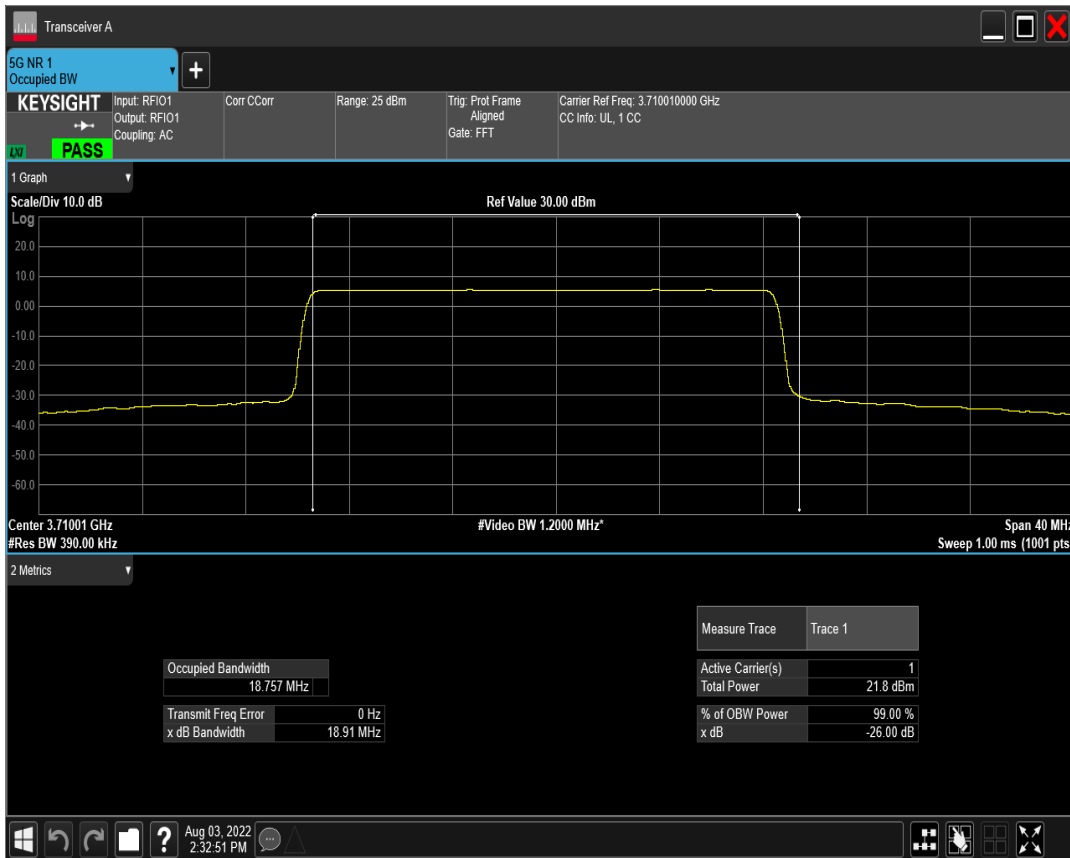 Transceiver A
5G NR 1
Occupied BW
KEYSIGHT
LXI
PASS
Input: RFIO1
Output: RFIO1
Coupling: AC
Corr CCorr
Range: 25 dBm
Trig: Prot Frame
Aligned
Gate: FFT
Carrier Ref Freq: 3.710010000 GHz
CC Info: UL, 1 CC
1 Graph
Scale/Div 10.0 dB
Ref Value 30.00 dBm
Log
20.0
10.0
0.00
-10.0
-20.0
-30.0
-40.0
-50.0
-60.0
Center 3.71001 GHz
#Video BW 1.2000 MHz*
Span 40 MHz
#Res BW 390.00 kHz
Sweep 1.00 ms (1001 pts
2 Metrics
Measure Trace Trace 1
Occupied Bandwidth
18.757 MHz
Active Carrier(s) 1
Total Power 21.8 dBm
Transmit Freq Error 0 Hz
x dB Bandwidth 18.91 MHz
% of OBW Power 99.00 %
x dB -26.00 dB
?
Aug 03, 2022
2:32:51 PM